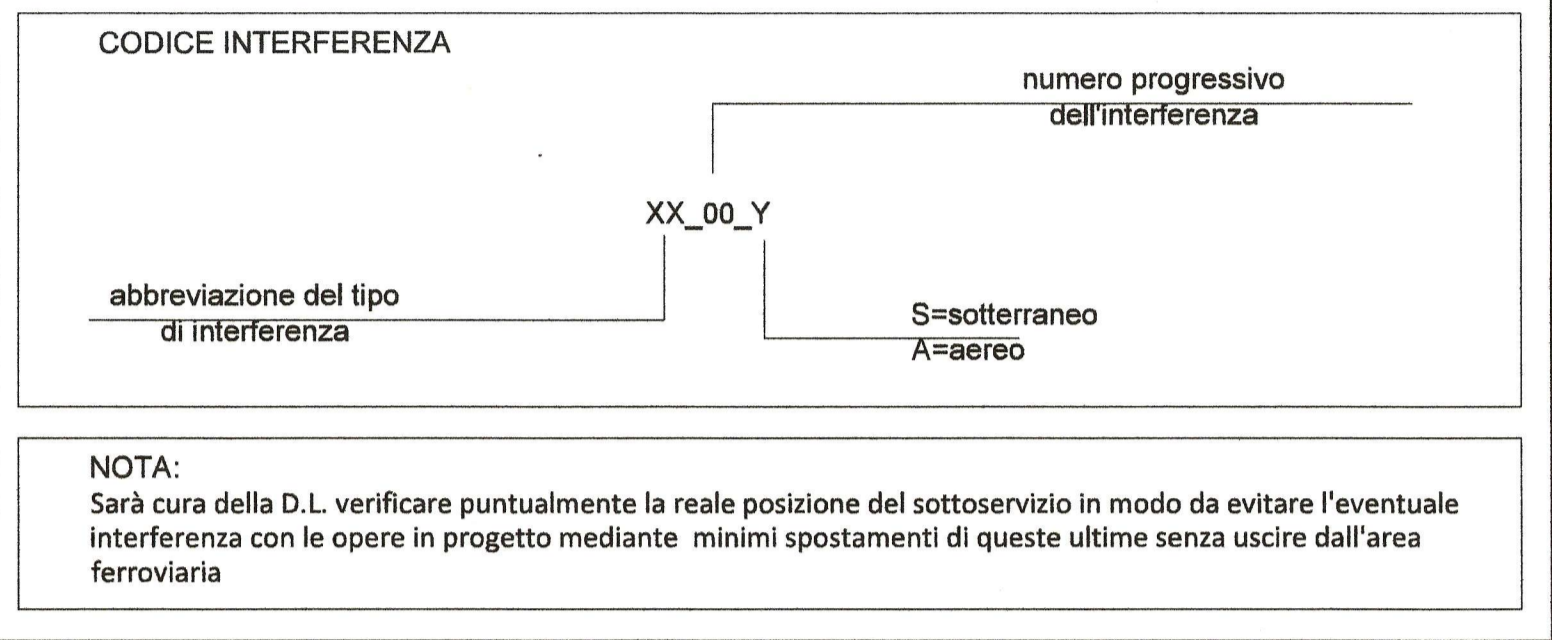 CODICE INTERFERENZA
numero progressivo
dell'interferenza
XX_00_Y
abbreviazione del tipo
di interferenza
S=sotterraneo
A=aereo
NOTA:
Sarà cura della D.L. verificare puntualmente la reale posizione del sottoservizio in modo da evitare l'eventuale
interferenza con le opere in progetto mediante minimi spostamenti di queste ultime senza uscire dall'area
ferroviaria